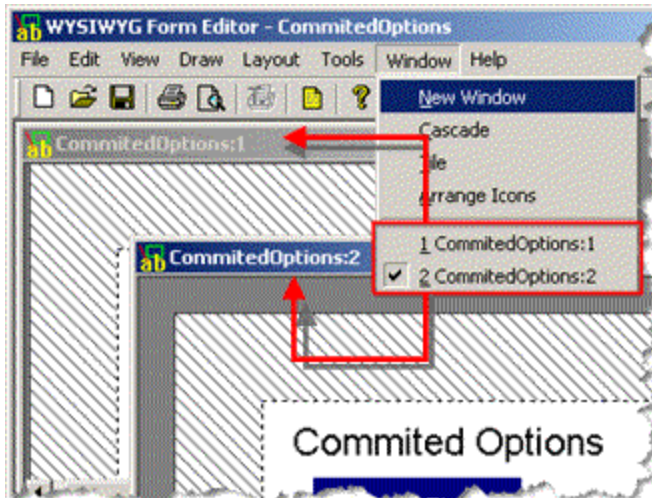 WYSIWYG Form Editor - CommitedOptions
File Edit View Draw Layout Tools Window Help
New Window
Cascade
Tile
Arrange Icons
1 CommitedOptions:1
2 CommitedOptions:2
CommitedOptions:1
CommitedOptions:2
Commited Options